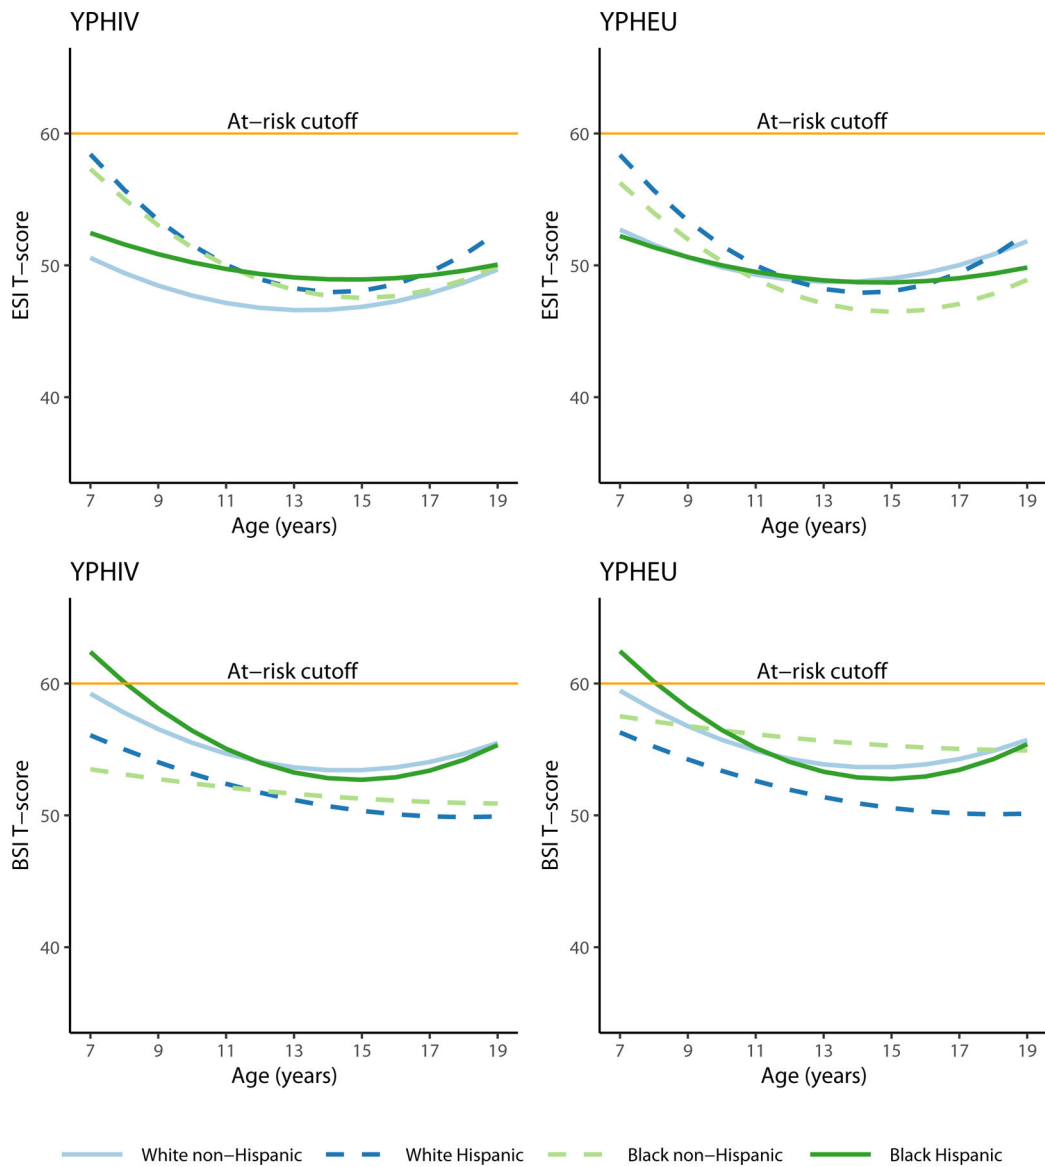 YPHIV
YPHEU
At−risk cutoff
At−risk cutoff
60
50
40
ESI T−score
60
50
40
ESI T−score
7 9 11 13 15 17 19
7 9 11 13 15 17 19
Age (years)
Age (years)
YPHIV
YPHEU
At−risk cutoff
At−risk cutoff
60
50
40
BSI T−score
60
50
40
BSI T−score
7 9 11 13 15 17 19
7 9 11 13 15 17 19
Age (years)
Age (years)
White non−Hispanic White Hispanic Black non−Hispanic Black Hispanic